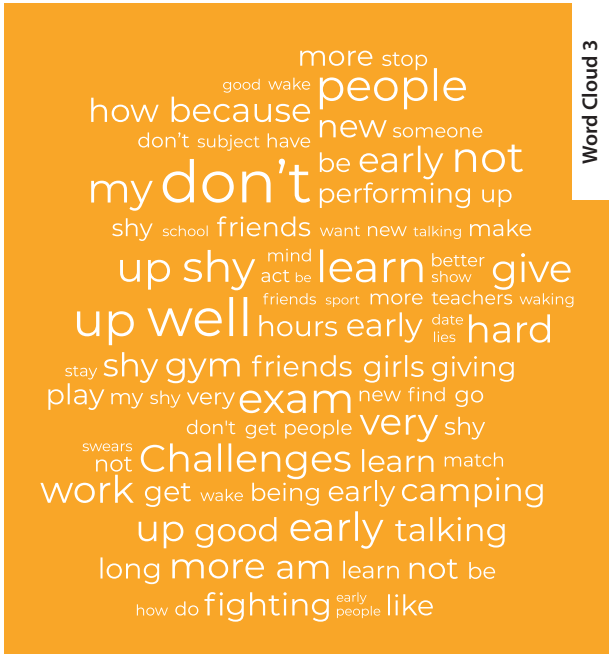 Word Cloud 3
more stop
good wake people
how because
new someone
don't subject have
be early not
my don't performing up
shy school friends want new talking make
up shy mind act be learn better show give
friends sport more teachers waking
up well hours early date lies hard
stay shy gym friends girls giving
play my shy very exam new find go
don't get people very shy
swears
not Challenges learn match
work get wake being early camping
up good early talking
long more am learn not be
how do fighting early people like